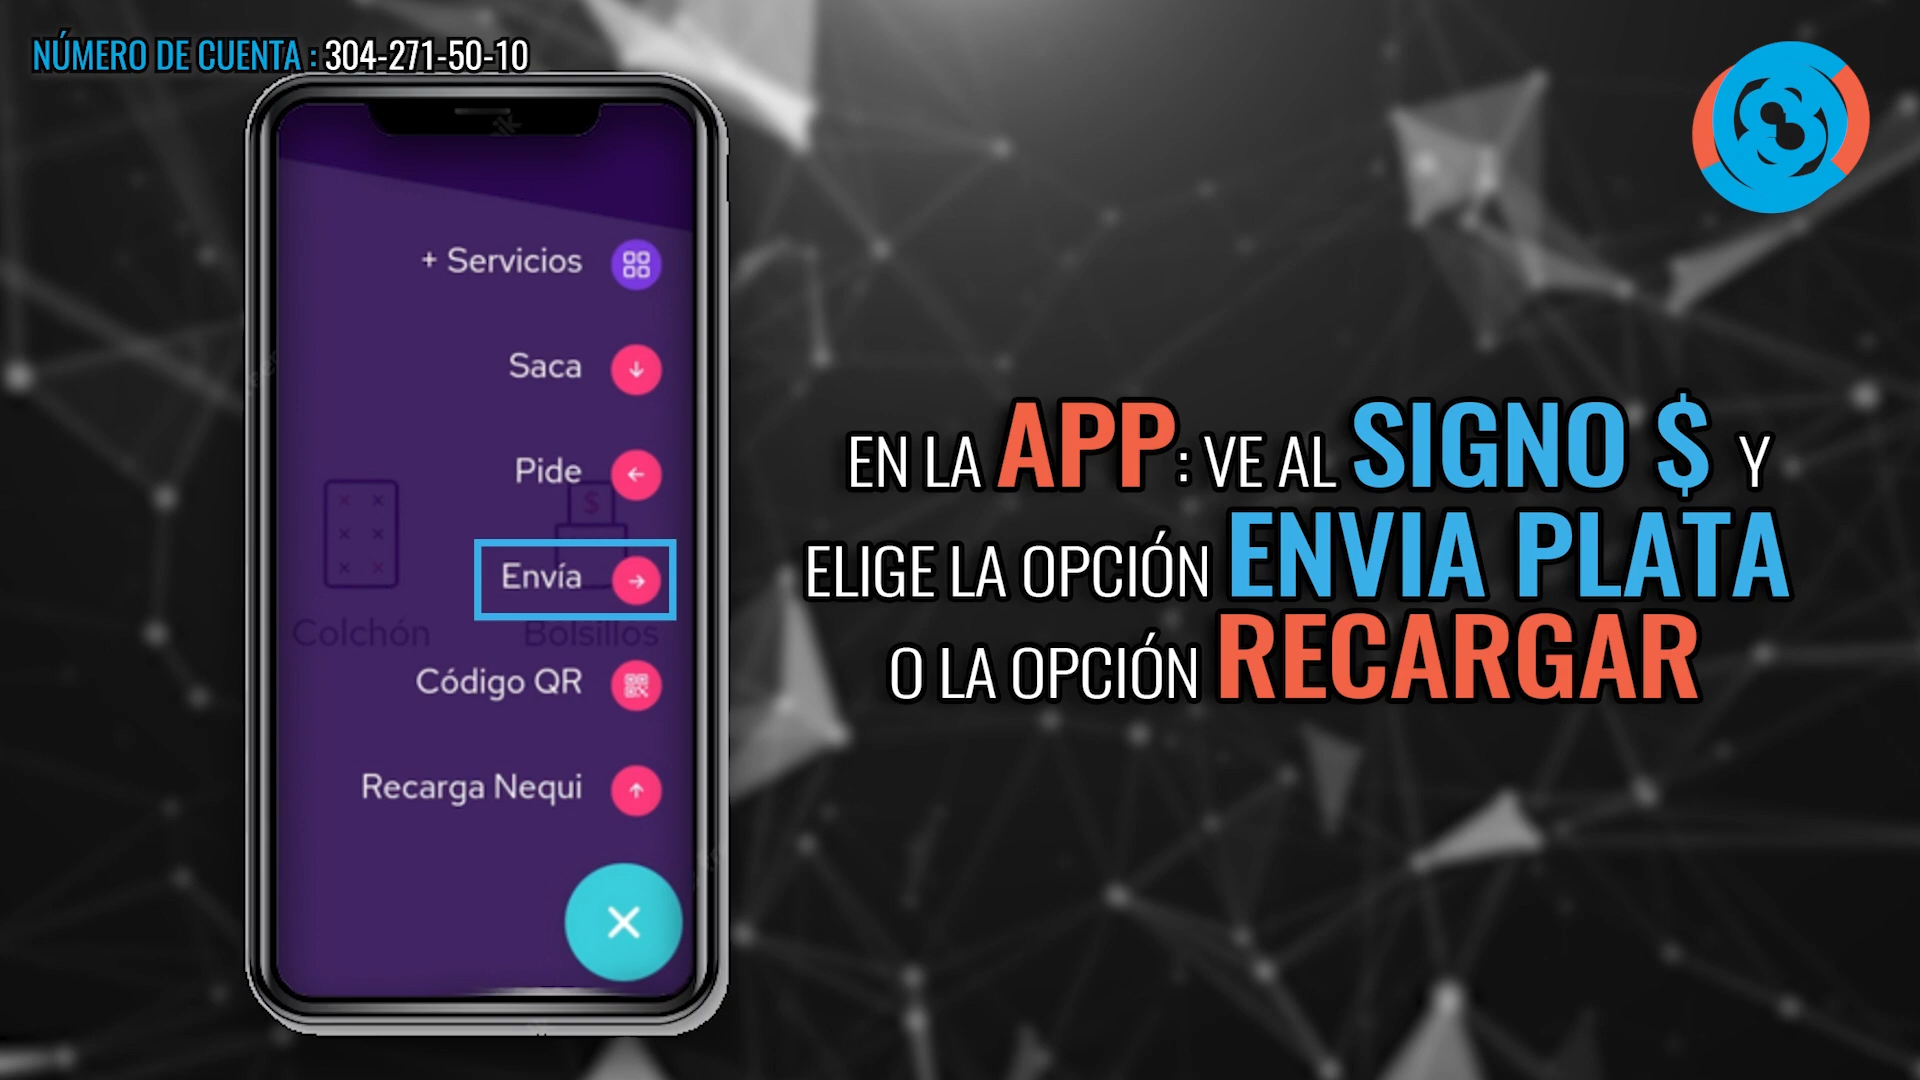 NÚMERO DE CUENTA : 304-271-50-10
+ Servicios
Saca
Pide
$
Envía
Colchón
Bolsillos
Código QR
Recarga Nequi
EN LA APP: VE AL SIGNO $ Y
ELIGE LA OPCIÓN ENVIA PLATA
O LA OPCIÓN RECARGAR